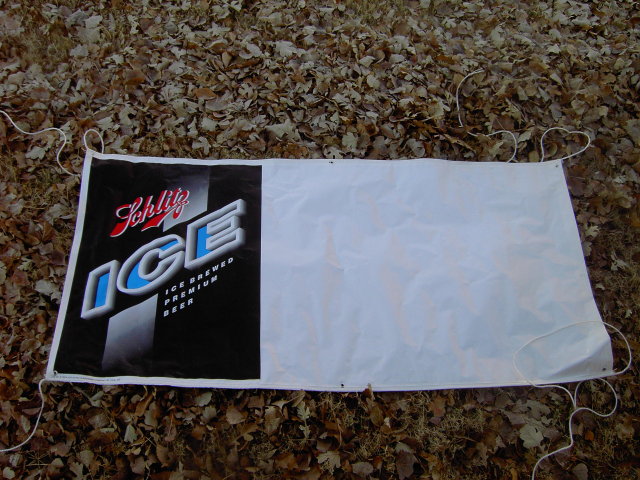 Schlitz
ICE
ICE BREWED
PREMIUM
BEER